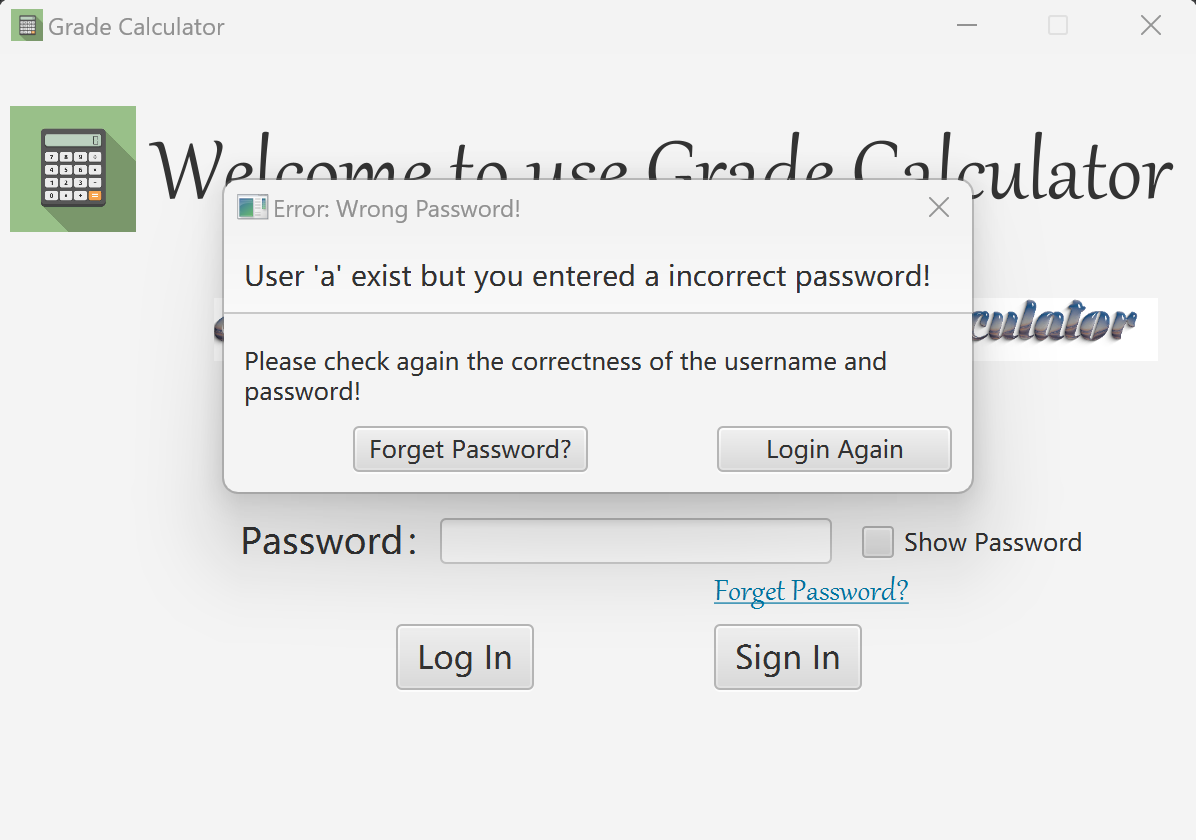 Grade Calculator
Welcome to use Grade Calculator
Error: Wrong Password!
User 'a' exist but you entered a incorrect password!
culator
Please check again the correctness of the username and
password!
Forget Password?
Login Again
Password:
Show Password
Forget Password?
Log In
Sign In